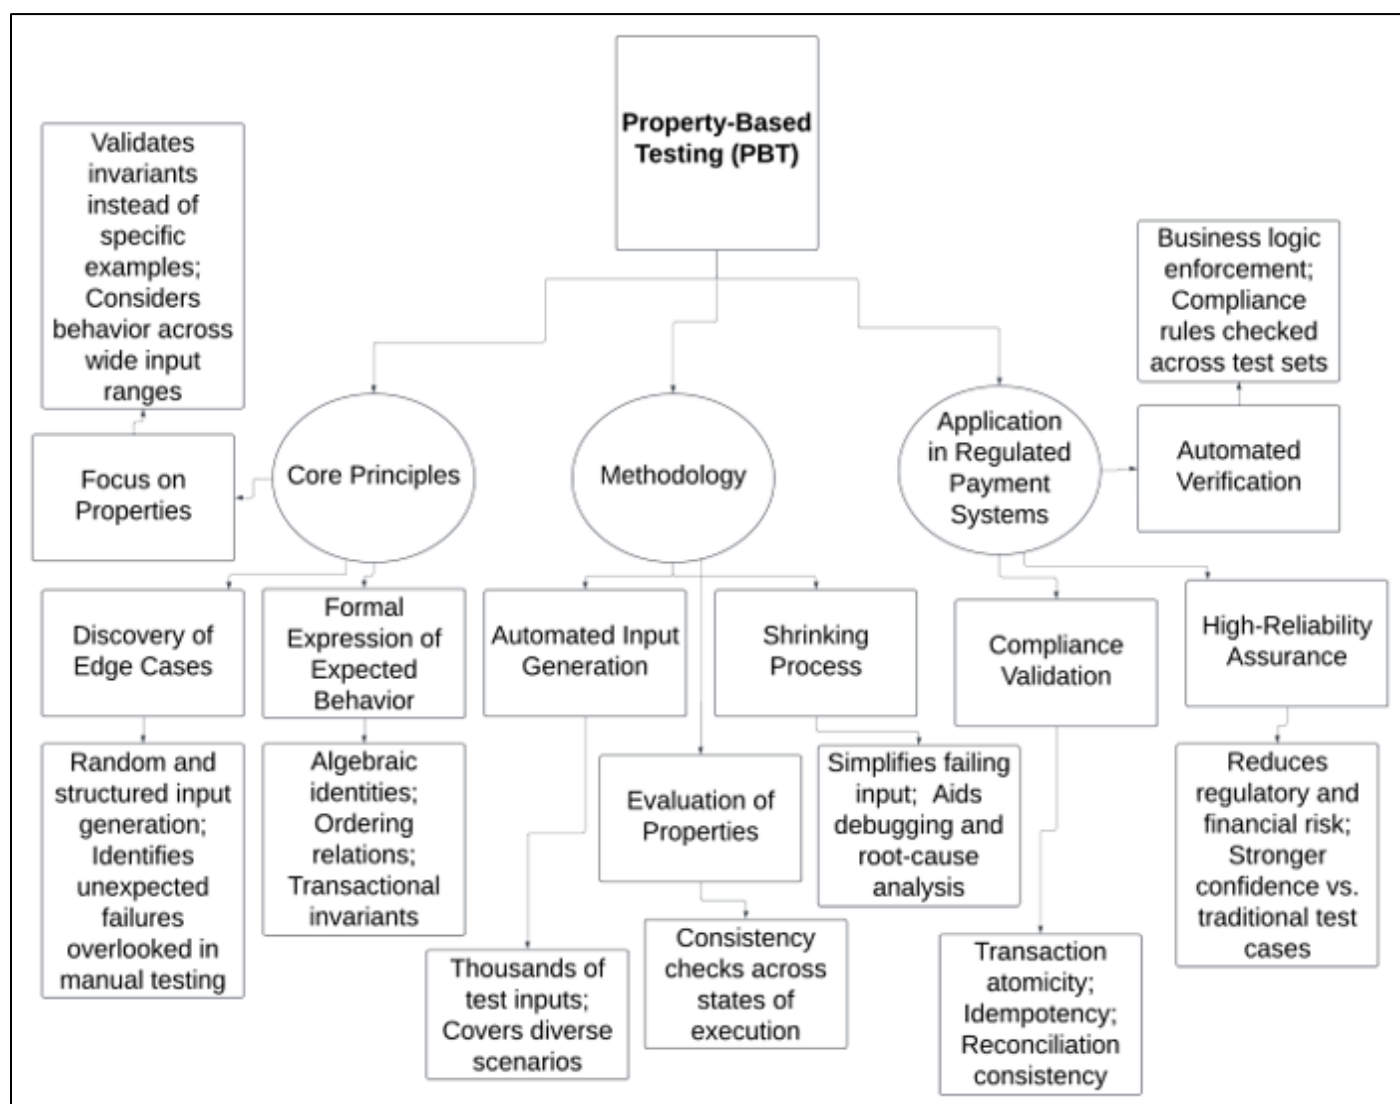 Property-Based
Testing (PBT)
Validates
invariants
instead of
specific
examples;
Considers
behavior across
wide input
ranges
Business logic
enforcement;
Compliance
rules checked
across test sets
Focus on
Properties
Core Principles
Methodology
Application
in Regulated
Payment
Systems
Automated
Verification
Discovery of
Edge Cases
Formal
Expression of
Expected
Behavior
Automated Input
Generation
Shrinking
Process
Compliance
Validation
High-Reliability
Assurance
Random and
structured input
generation;
Identifies
unexpected
failures
overlooked in
manual testing
Algebraic
identities;
Ordering
relations;
Transactional
invariants
Evaluation of
Properties
Simplifies failing
input; Aids
debugging and
root-cause
analysis
Reduces
regulatory and
financial risk;
Stronger
confidence vs.
traditional test
cases
Thousands of
test inputs;
Covers diverse
scenarios
Consistency
checks across
states of
execution
Transaction
atomicity;
Idempotency;
Reconciliation
consistency